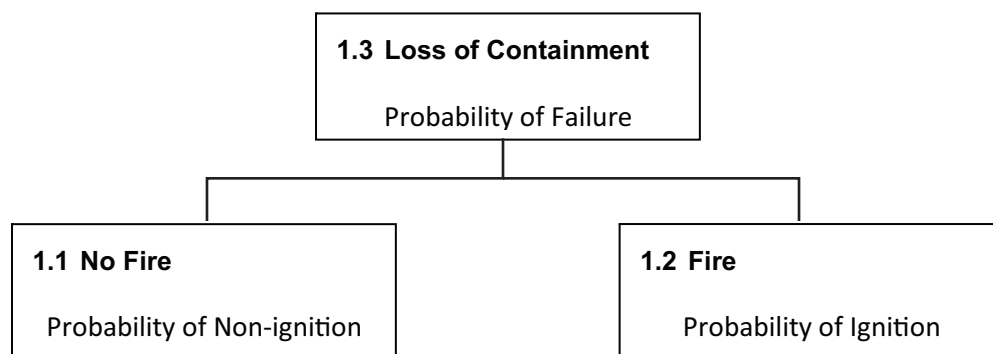 1.3 Loss of Containment
Probability of Failure
1.1 No Fire
Probability of Non-ignition
1.2 Fire
Probability of Ignition